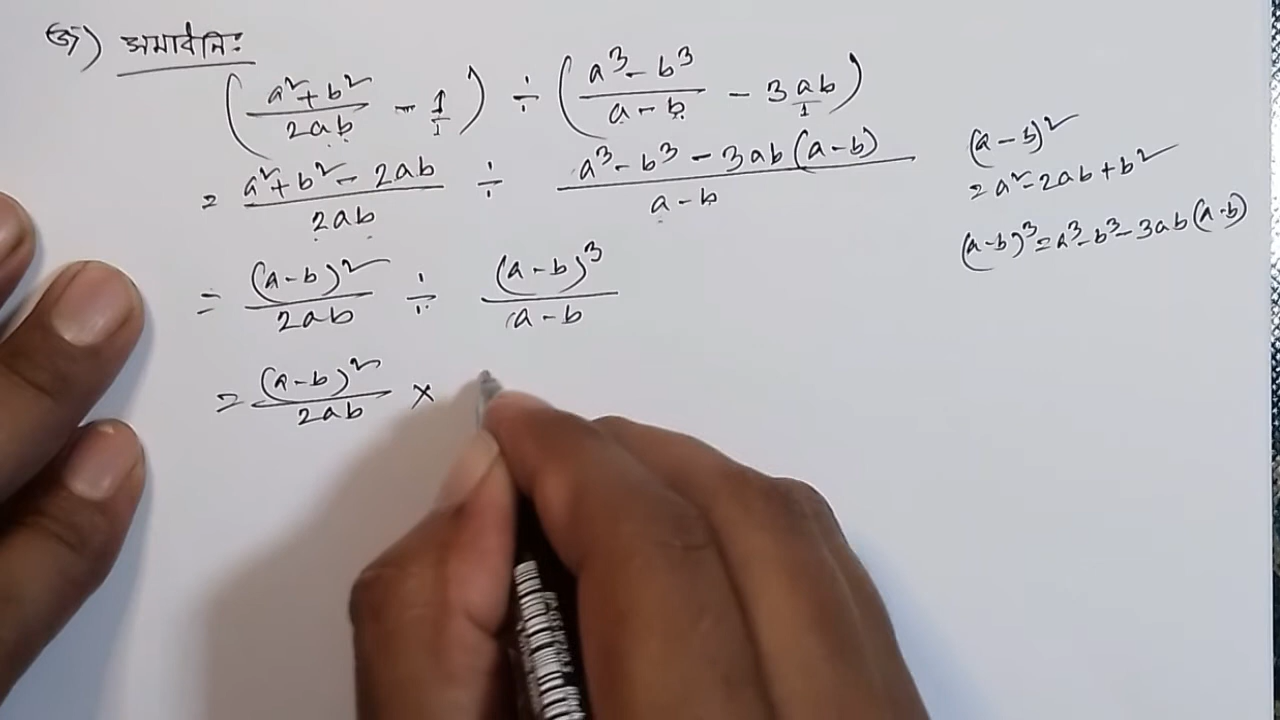 ঙ) সমাধান:
(a²+b²/2ab - 1/1) ÷ (a³-b³/a-b - 3ab/1)
= a²+b²-2ab/2ab ÷ a³-b³-3ab(a-b)/a-b
= (a-b)²/2ab ÷ (a-b)³/a-b
= (a-b)²/2ab ×
(a-b)²
= a²-2ab+b²
(a-b)³=a³-b³-3ab(a-b)